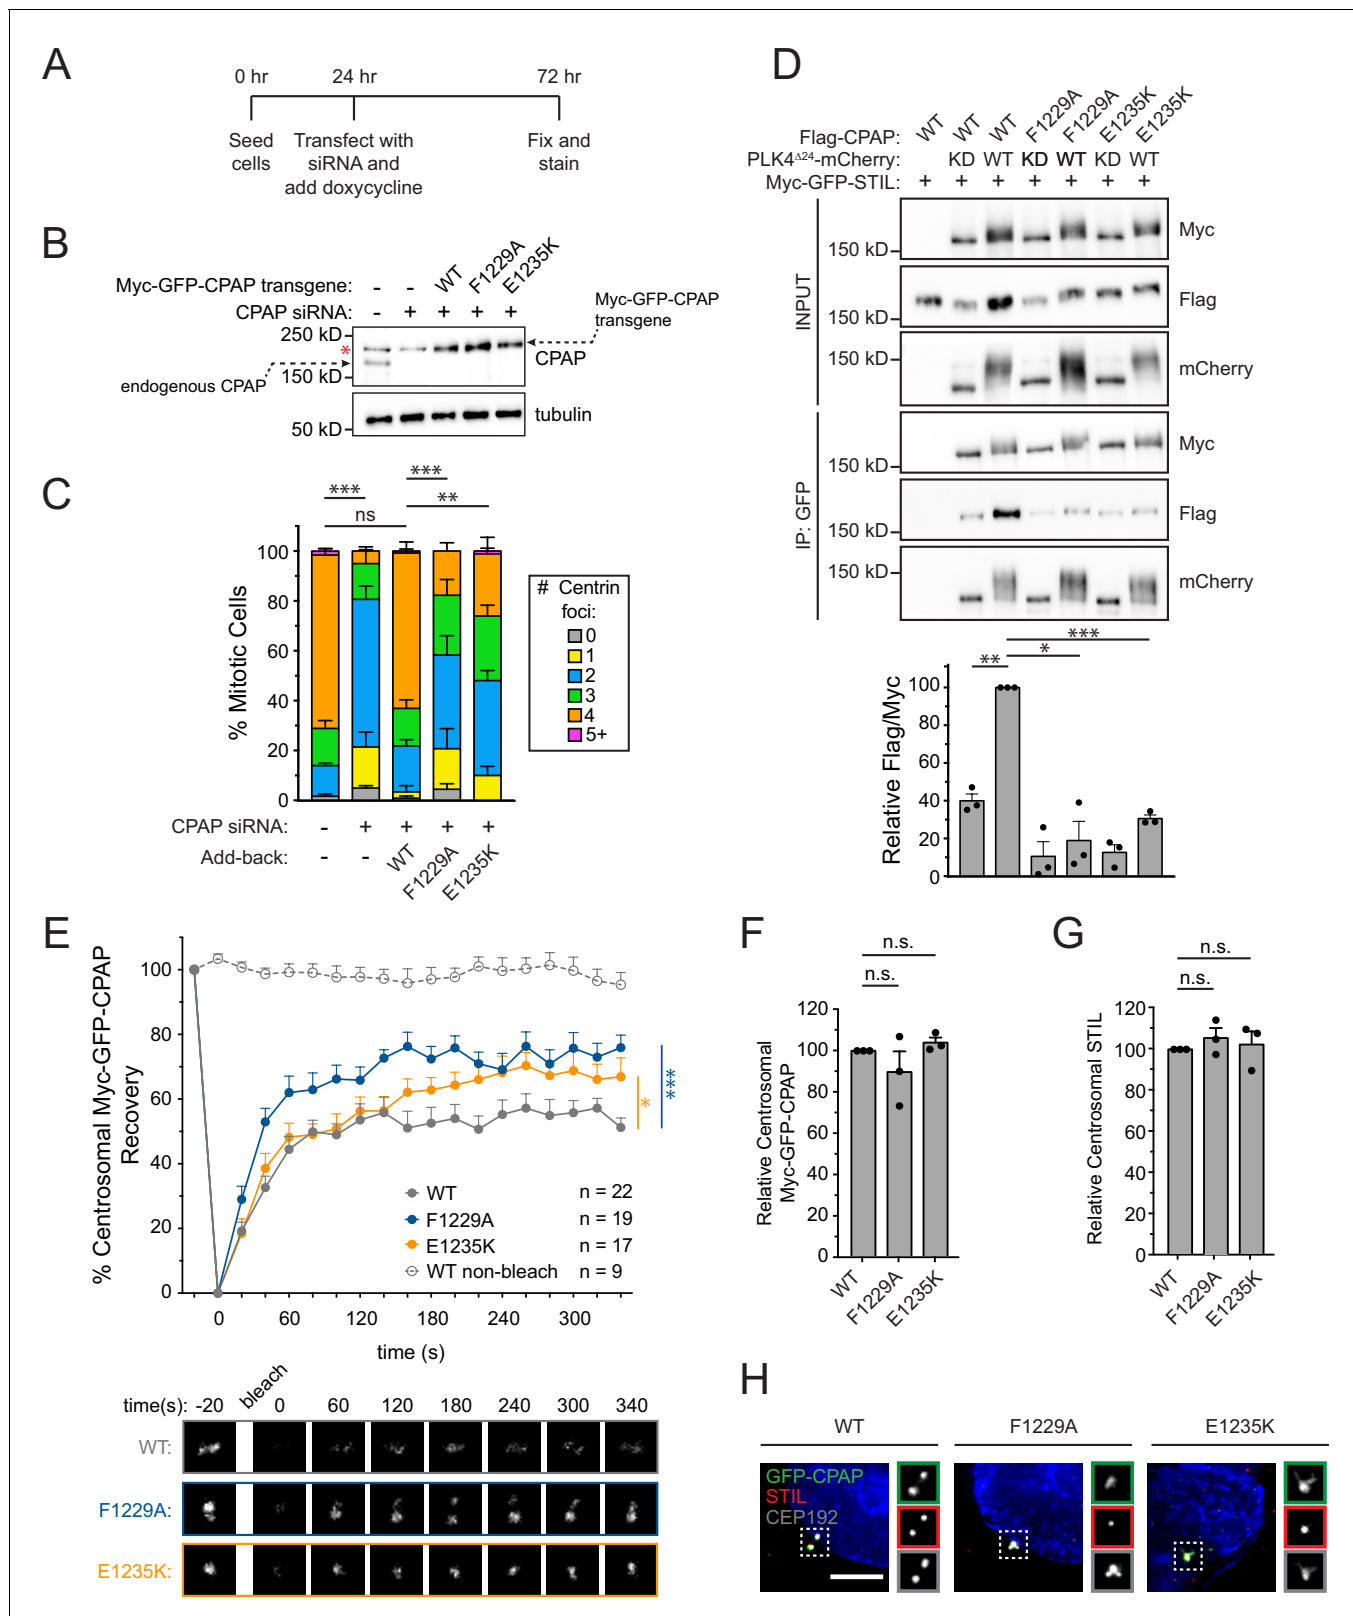 A
0 hr 24 hr 72 hr
Seed cells
Transfect with siRNA and add doxycycline
Fix and stain
B
Myc-GFP-CPAP transgene: - - WT F1229A E1235K
CPAP siRNA: - + + + +
250 kD
*
150 kD
endogenous CPAP
Myc-GFP-CPAP transgene
CPAP
50 kD
tubulin
C
*** ***
**
ns
% Mitotic Cells
100
80
60
40
20
0
# Centrin foci:
0
1
2
3
4
5+
CPAP siRNA: - + + + +
Add-back: - - WT F1229A E1235K
D
Flag-CPAP: WT WT WT F1229A F1229A E1235K E1235K
PLK4Δ24-mCherry: KD WT KD WT KD WT
Myc-GFP-STIL: + + + + + + +
INPUT
150 kD Myc
150 kD Flag
150 kD mCherry
IP: GFP
150 kD Myc
150 kD Flag
150 kD mCherry
***
** *
Relative Flag/Myc
100
80
60
40
20
0
E
% Centrosomal Myc-GFP-CPAP Recovery
100
80
60
40
20
0
*
***
WT n = 22
F1229A n = 19
E1235K n = 17
WT non-bleach n = 9
0 60 120 180 240 300
time (s)
bleach
time(s): -20 0 60 120 180 240 300 340
WT:
F1229A:
E1235K:
F
n.s.
n.s.
Relative Centrosomal Myc-GFP-CPAP
120
100
80
60
40
20
0
WT F1229A E1235K
G
n.s.
n.s.
Relative Centrosomal STIL
120
100
80
60
40
20
0
WT F1229A E1235K
H
WT F1229A E1235K
GFP-CPAP
STIL
CEP192